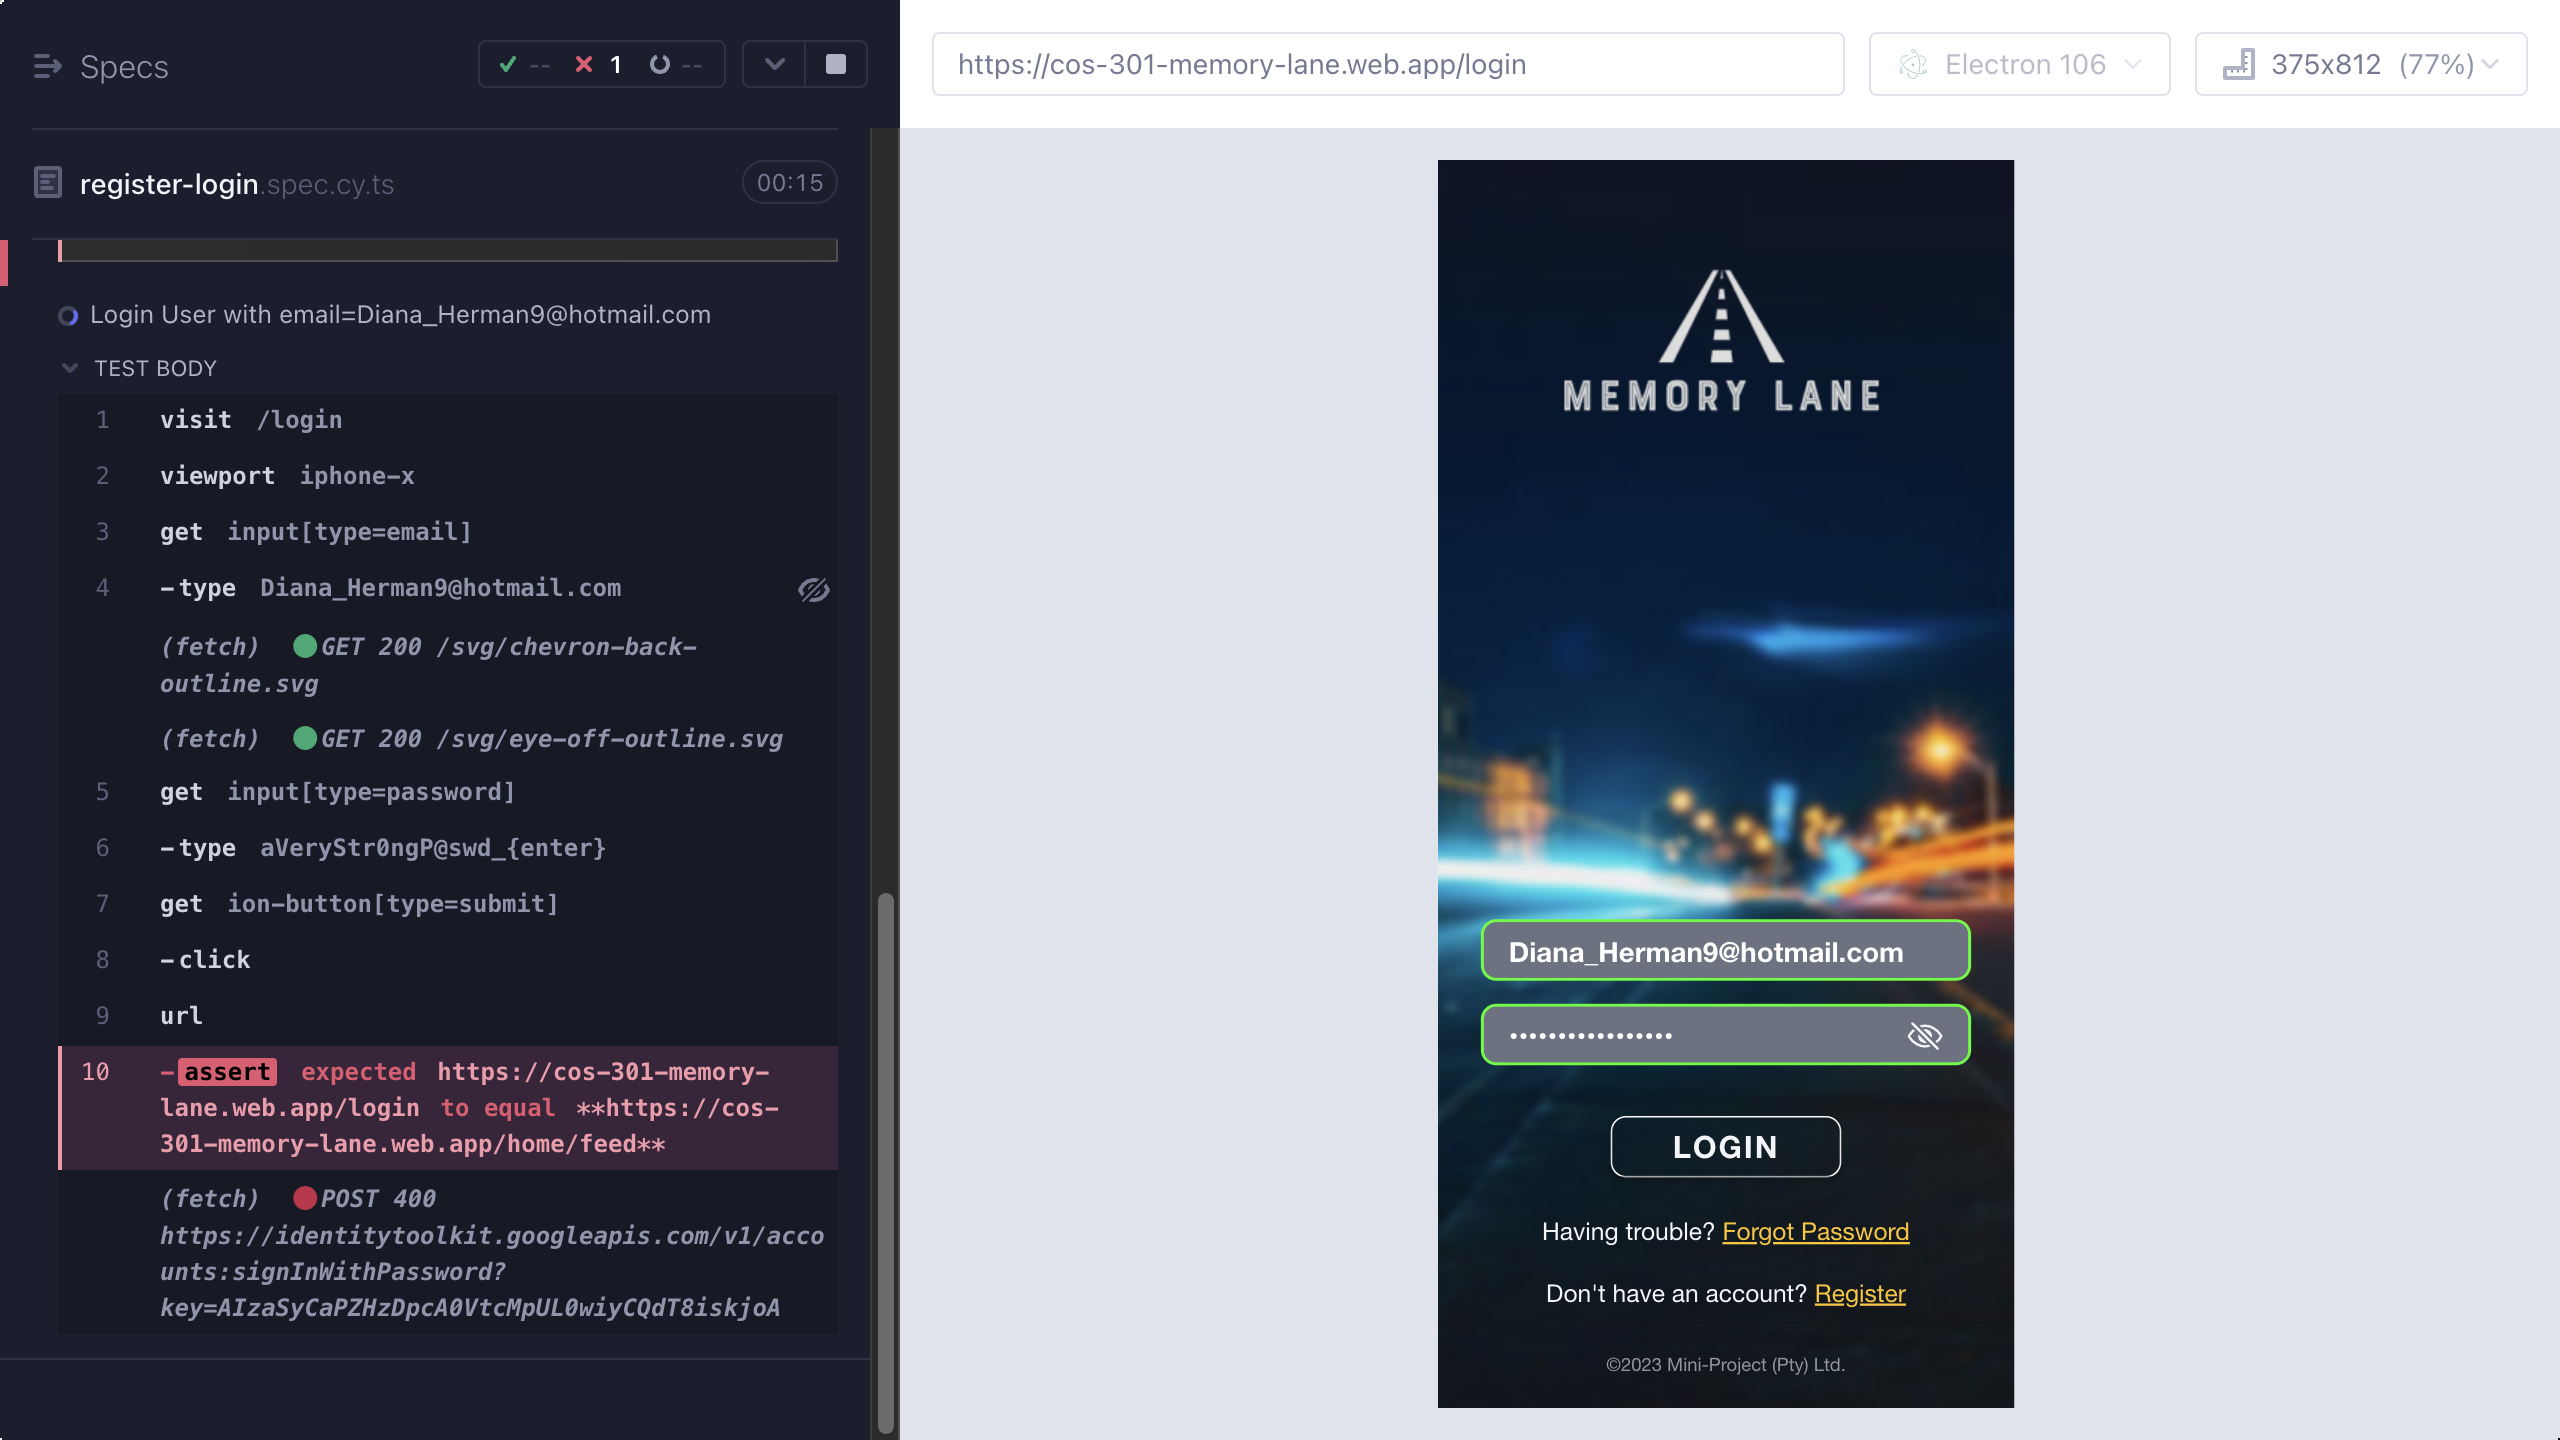 Specs
--
1
--
https://cos-301-memory-lane.web.app/login
Electron 106
375x812 (77%)
register-login.spec.cy.ts
00:15
Login User with email=Diana_Herman9@hotmail.com
TEST BODY
1 visit /login
2 viewport iphone-x
3 get input[type=email]
4 -type Diana_Herman9@hotmail.com
(fetch) GET 200 /svg/chevron-back-
outline.svg
(fetch) GET 200 /svg/eye-off-outline.svg
5 get input[type=password]
6 -type aVeryStr0ngP@swd_{enter}
7 get ion-button[type=submit]
8 -click
9 url
10 -assert expected https://cos-301-memory-
lane.web.app/login to equal **https://cos-
301-memory-lane.web.app/home/feed**
(fetch) POST 400
https://identitytoolkit.googleapis.com/v1/acco
unts:signInWithPassword?
key=AIzaSyCaPZHzDpcA0VtcMpUL0wiyCQdT8iskjoA
MEMORY LANE
Diana_Herman9@hotmail.com
•••••••••••••••••
LOGIN
Having trouble? Forgot Password
Don't have an account? Register
©2023 Mini-Project (Pty) Ltd.